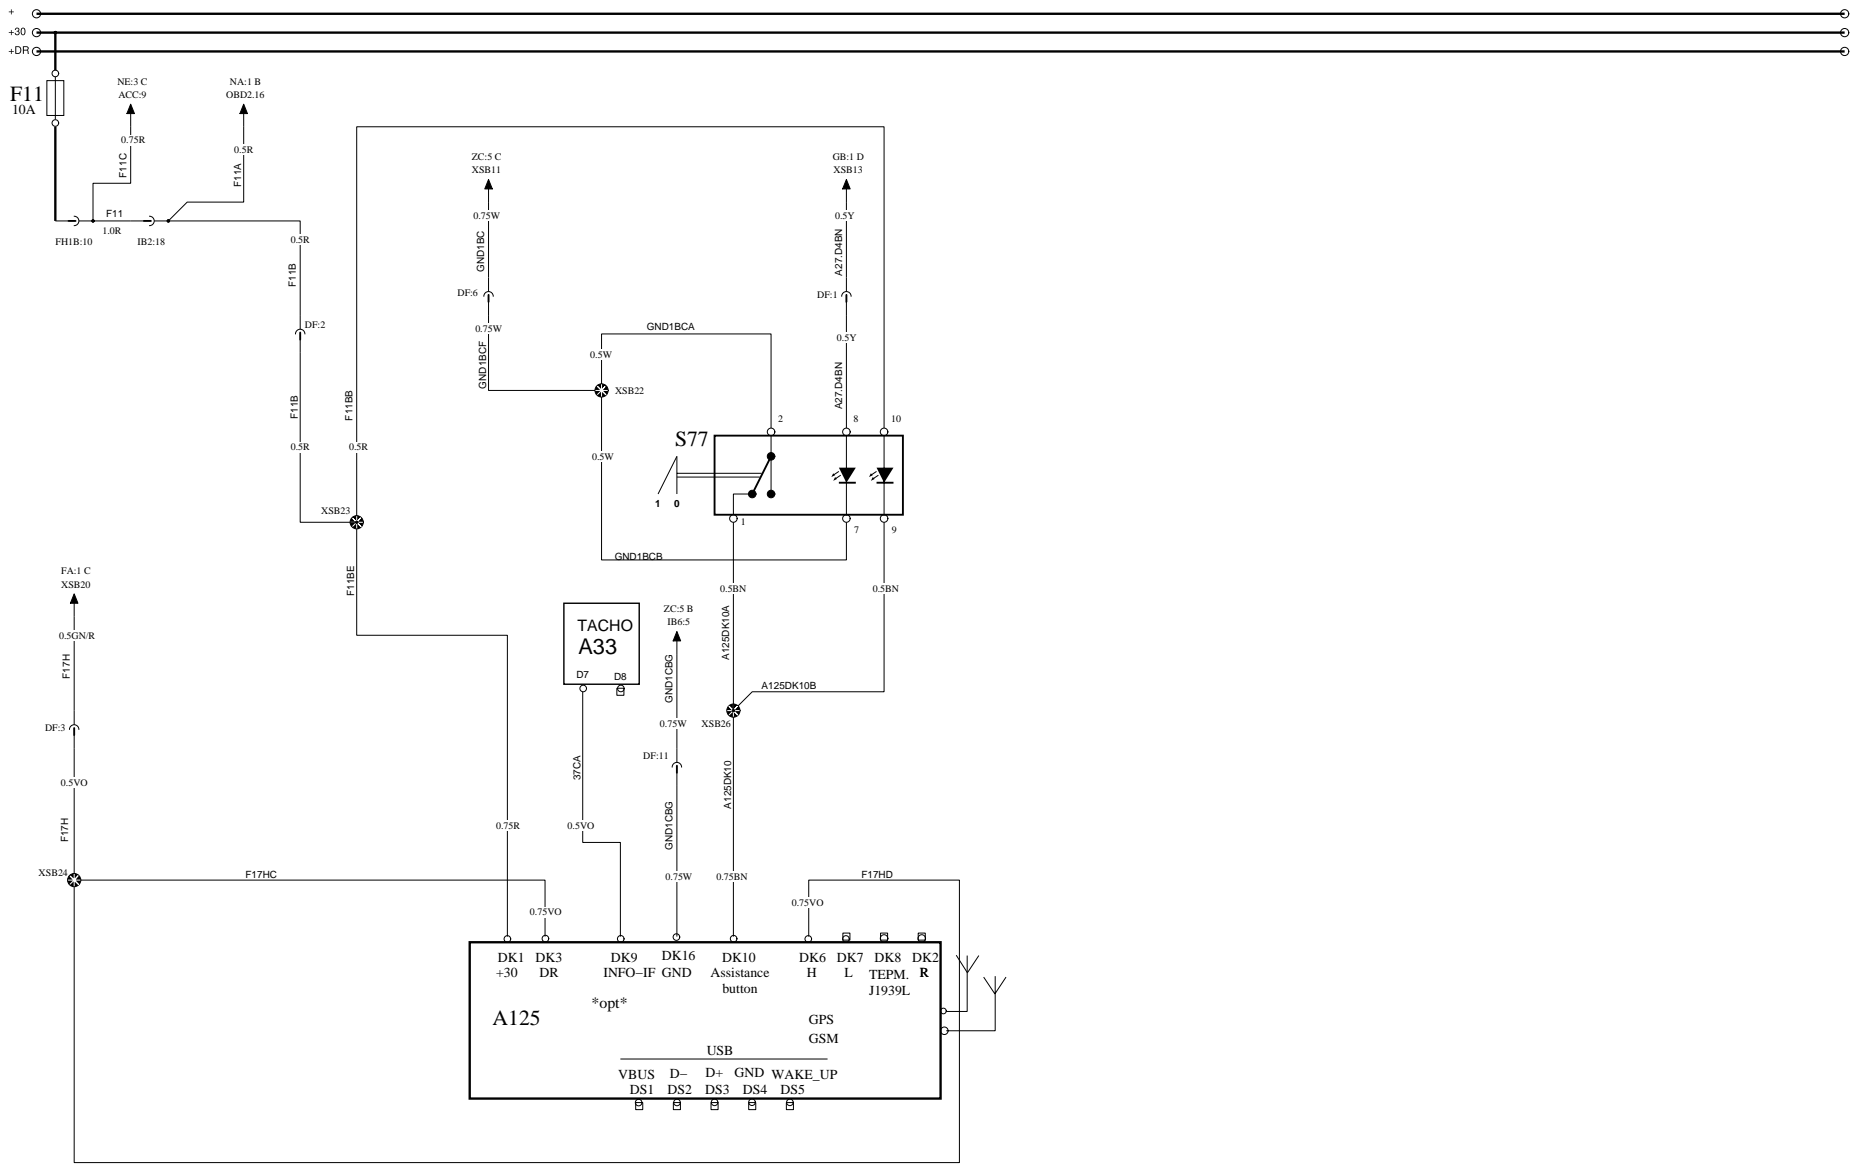 +
+30
+DR
F11
10A
NE:3 C
ACC:9
NA:1 B
OBD2.16
0.75R
0.5R
F11C
F11A
F11
1.0R
FH1B:10
IB2:18
0.5R
F11B
DF:2
F11B
0.5R
F11BB
0.5R
XSB23
F11BE
ZC:5 C
XSB11
0.75W
GND1BC
DF:6
0.75W
GND1BCF
GND1BCA
0.5W
XSB22
0.5W
GND1BCB
GB:1 D
XSB13
0.5Y
A27.D4BN
DF:1
0.5Y
A27.D4BN
S77
2
8
10
1 0
1
7
9
0.5BN
0.5BN
A125DK10A
A125DK10B
XSB26
A125DK10
0.75BN
FA:1 C
XSB20
0.5GN/R
F17H
DF:3
0.5VO
F17H
XSB24
F17HC
0.75VO
0.75R
TACHO
A33
D7
D8
37CA
0.5VO
ZC:5 B
IB6:5
GND1CBG
0.75W
DF:11
GND1CBG
0.75W
F17HD
0.75VO
DK1
+30
DK3
DR
DK9
INFO−IF
DK16
GND
DK10
Assistance
button
DK6
H
DK7
L
DK8
TEPM.
J1939L
DK2
R
*opt*
A125
GPS
GSM
USB
VBUS D− D+ GND WAKE_UP
DS1 DS2 DS3 DS4 DS5